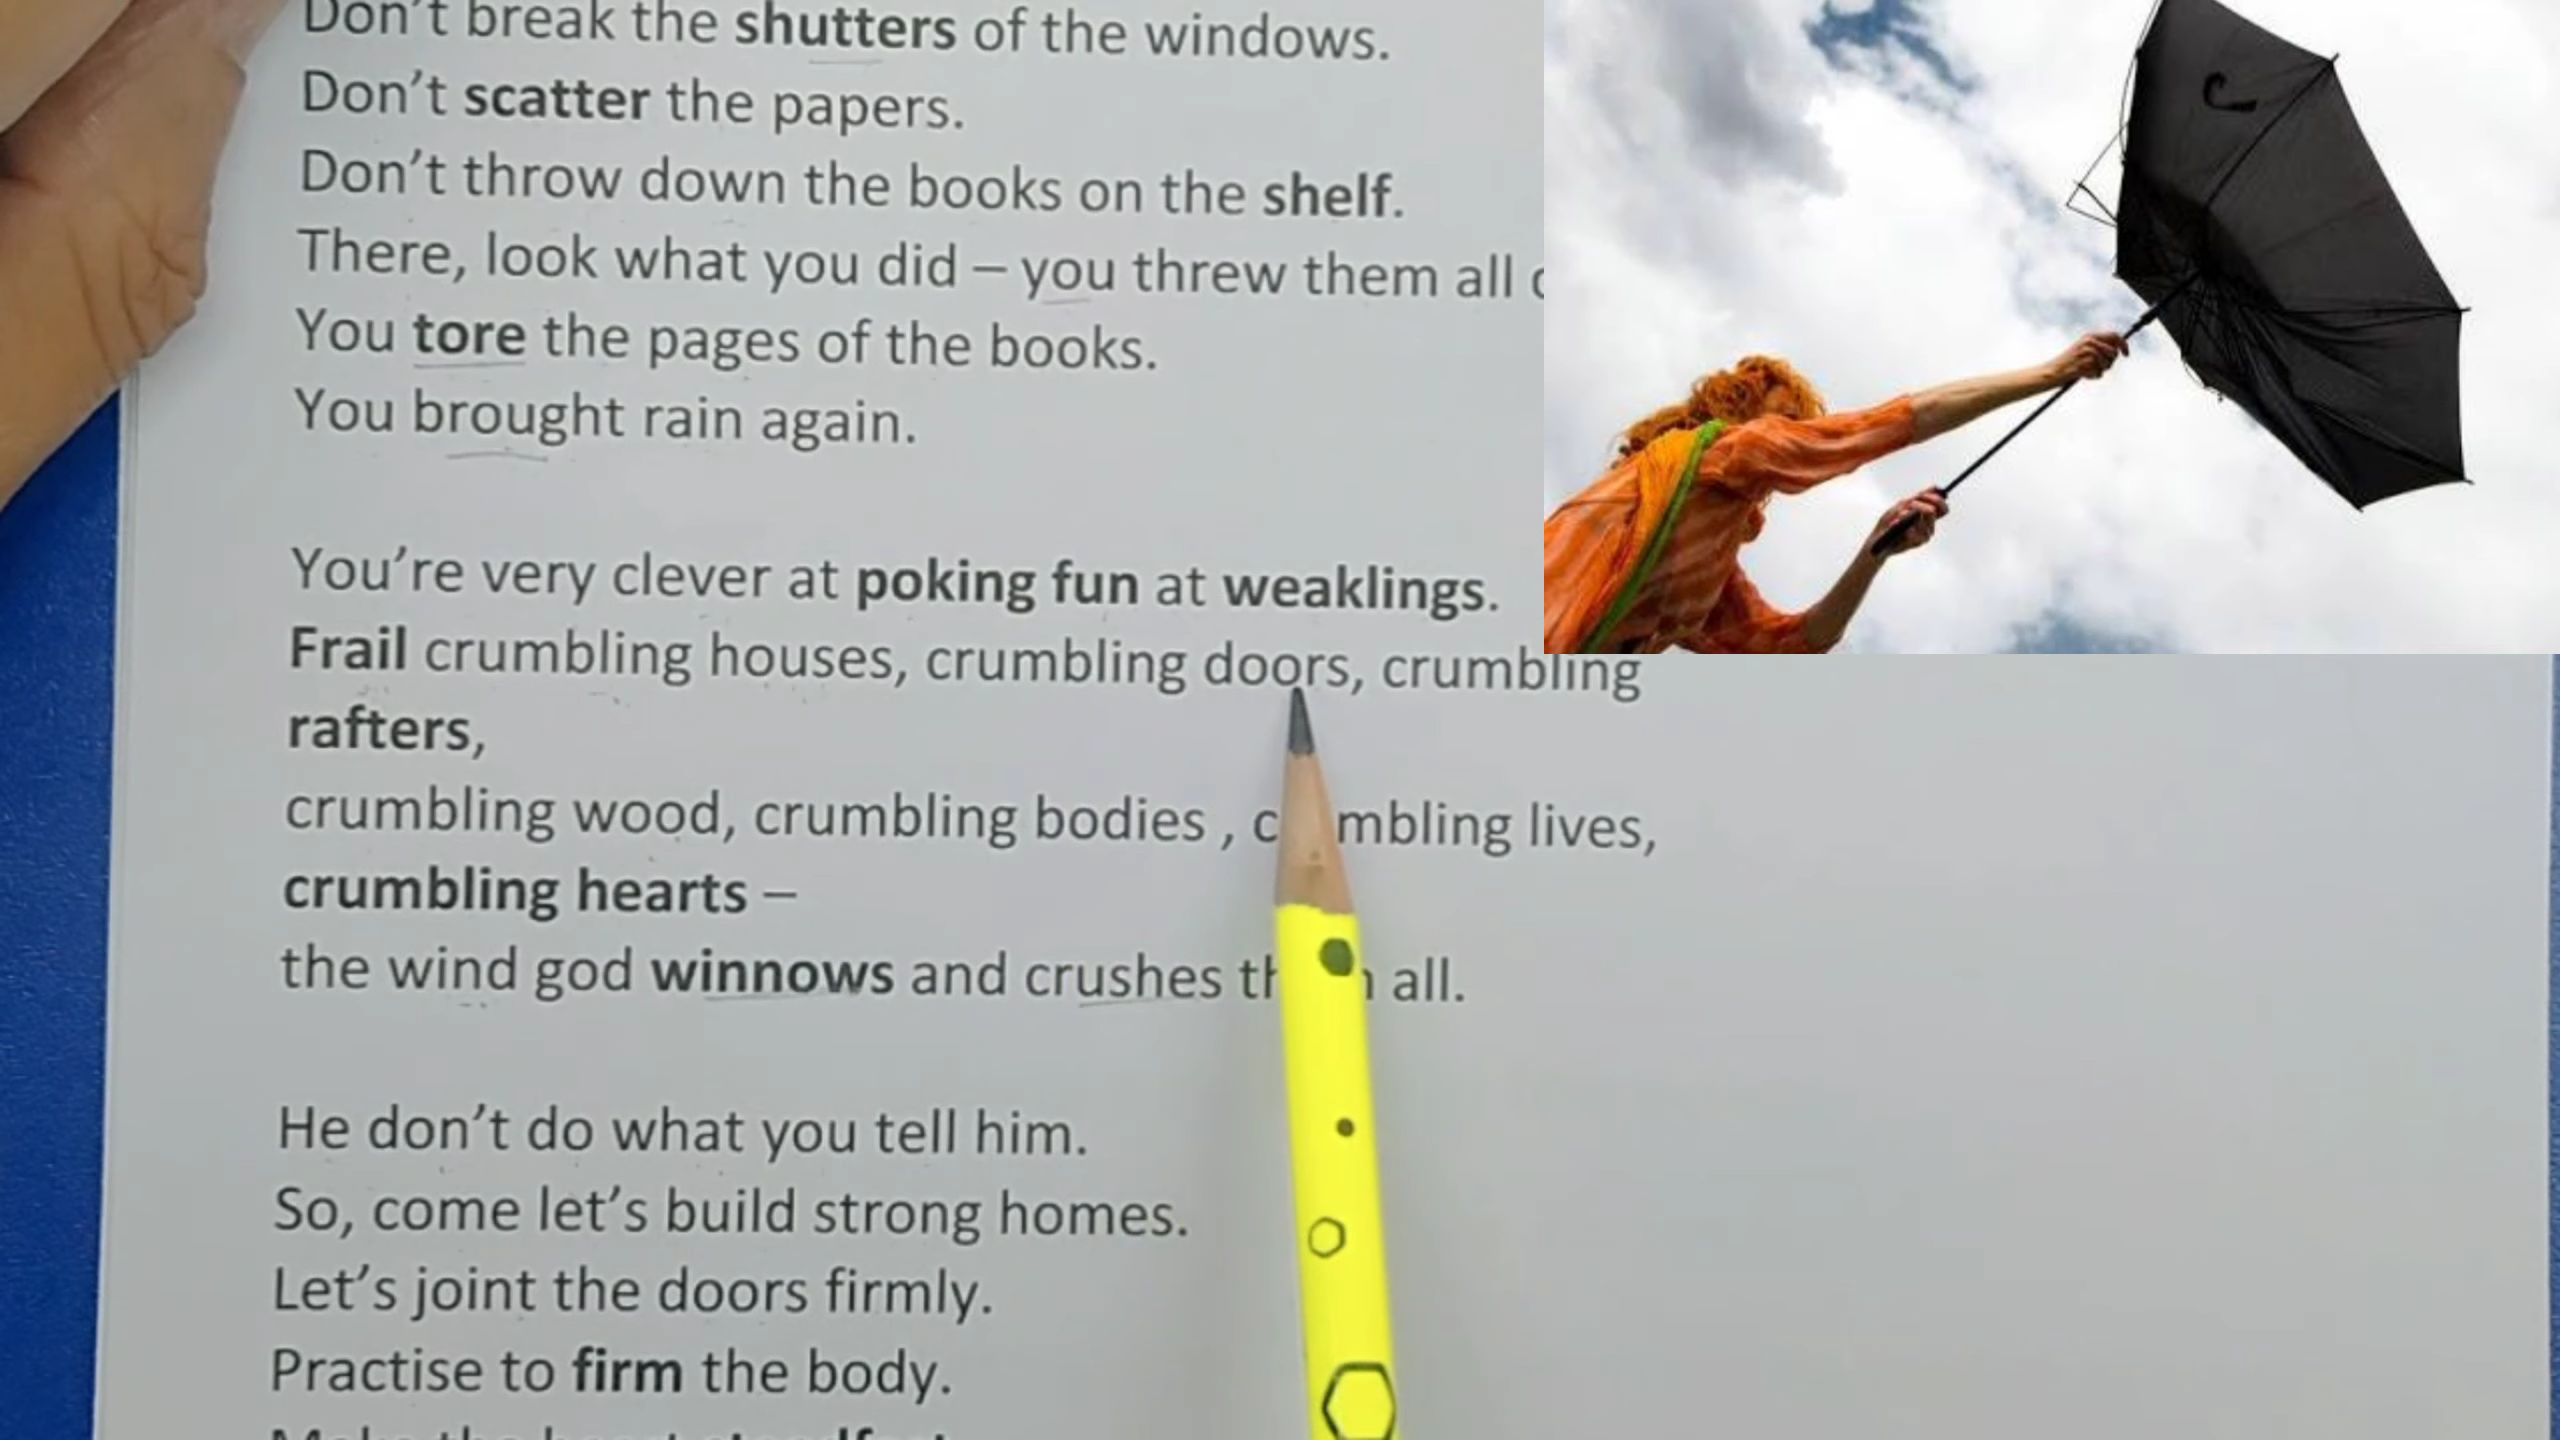 Don't break the shutters of the windows.
Don't scatter the papers.
Don't throw down the books on the shelf.
There, look what you did – you threw them all
You tore the pages of the books.
You brought rain again.
You're very clever at poking fun at weaklings.
Frail crumbling houses, crumbling doors, crumbling
rafters,
crumbling wood, crumbling bodies , lives,
crumbling hearts –
the wind god winnows and crushes all.
He don't do what you tell him.
So, come let's build strong homes.
Let's joint the doors firmly.
Practise to firm the body.
Make the heart steadfast